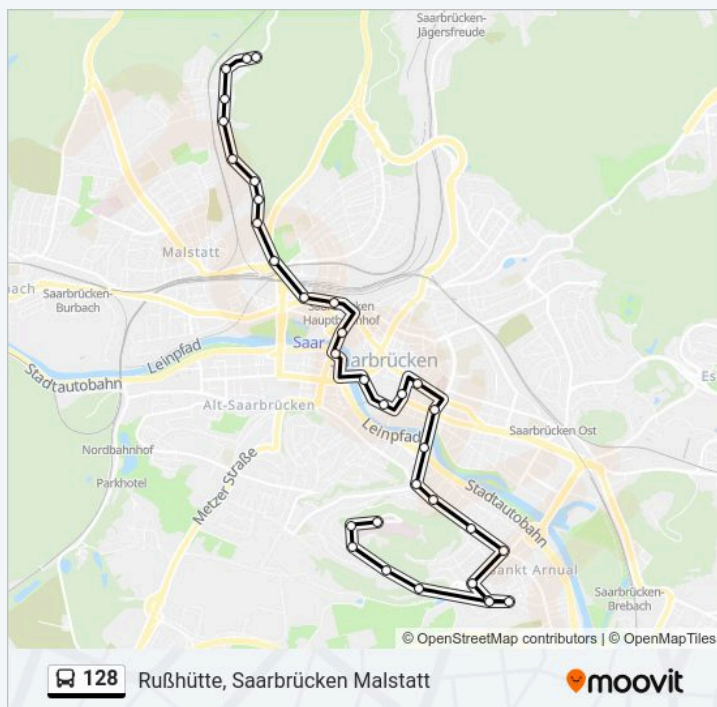 Saarbrücken-
Jägersfreude
Malstatt
ach
Saarbrücken-
Burbach
Saarbrücken
Hauptbahnhof
Leinpfad
Saar
arbrücken
Stadtautobahn
Es
Alt-Saarbrücken
Leinpfad
Saarbrücken Ost
Nordbahnhof
Parkhotel
Metzer Straße
Stadtautobahn
Sankt Arnual
Saarbrücken-
Brebach
© OpenStreetMap contributors | © OpenMapTiles
128 Rußhütte, Saarbrücken Malstatt
moovit